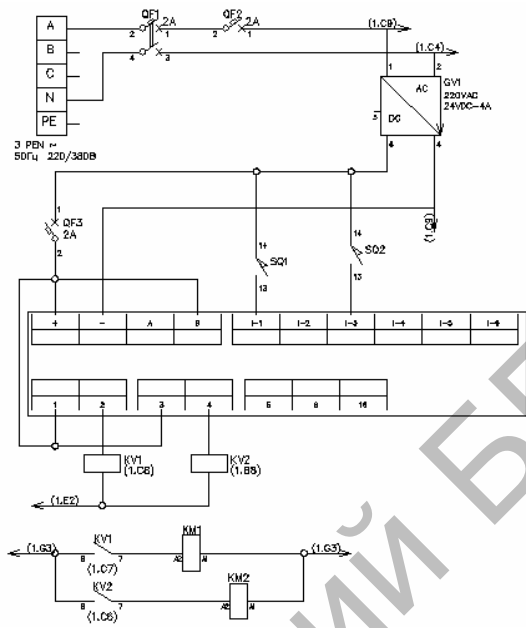 A
B
C
N
PE
3 PEN ~
50Гц 220/380В
QF1
2A
2 1
4 3
QF2
2A
2 1
(1.C9)
(1.C4)
1 2
AC
DC
3
4 4
GV1
220VAC
24VDC-4A
(1.C9)
1
QF3
2A
2
14
SQ1
13
14
SQ2
13
+ - A B I-1 I-2 I-3 I-4 I-5 I-6
1 2 3 4
KV1
(1.C6)
KV2
(1.B8)
(1.E2)
(1.G3) (1.G3)
KV1
8 7
(1.C7)
KM1
A2 A1
KV2
8 7
(1.C6)
KM2
A2 A1
КИЙ БГ